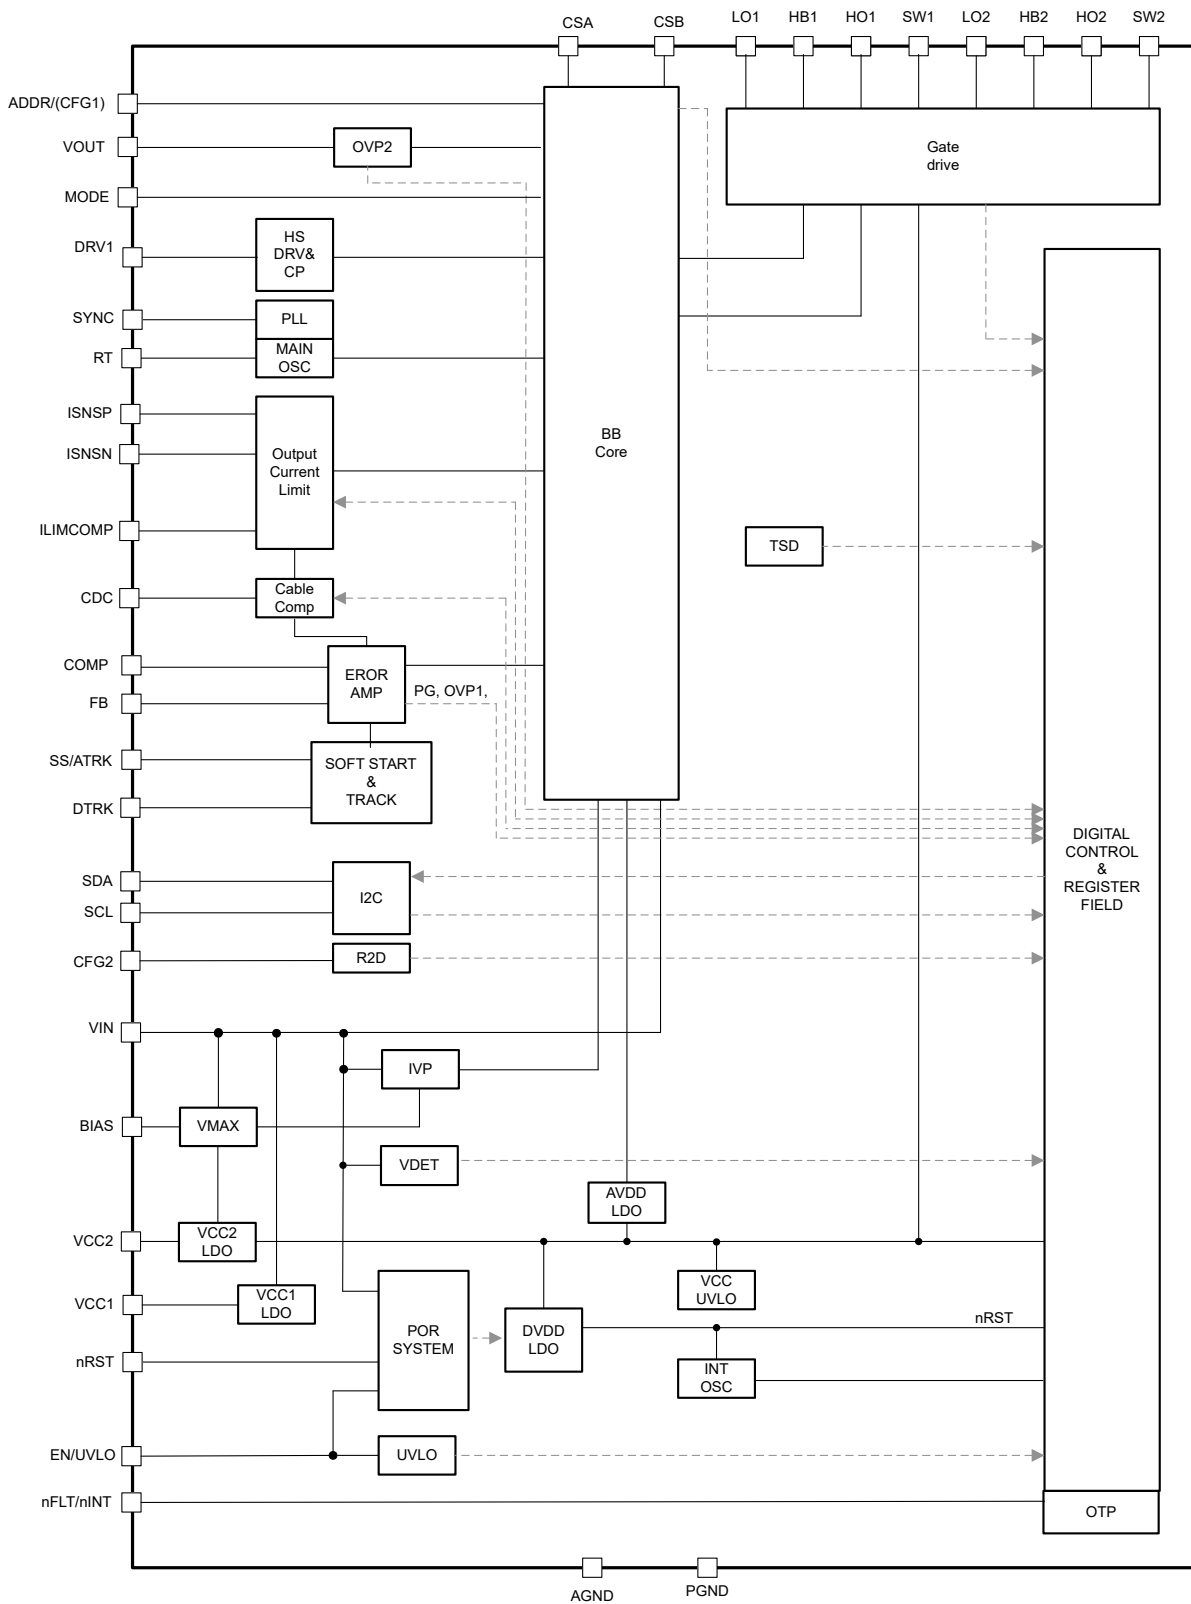 CSA
CSB
LO1
HB1
HO1
SW1
LO2
HB2
HO2
SW2
ADDR/(CFG1)
VOUT
OVP2
Gate
drive
MODE
DRV1
HS
DRV&
CP
SYNC
PLL
RT
MAIN
OSC
ISNSP
ISNSN
Output
Current
Limit
BB
Core
ILIMCOMP
TSD
CDC
Cable
Comp
COMP
EROR
AMP
PG, OVP1,
FB
SS/ATRK
SOFT START
&
TRACK
DTRK
DIGITAL
CONTROL
&
REGISTER
FIELD
SDA
I2C
SCL
CFG2
R2D
VIN
IVP
BIAS
VMAX
VDET
AVDD
LDO
VCC2
VCC2
LDO
VCC
UVLO
VCC1
VCC1
LDO
POR
SYSTEM
DVDD
LDO
nRST
nRST
INT
OSC
EN/UVLO
UVLO
nFLT/nINT
OTP
AGND
PGND